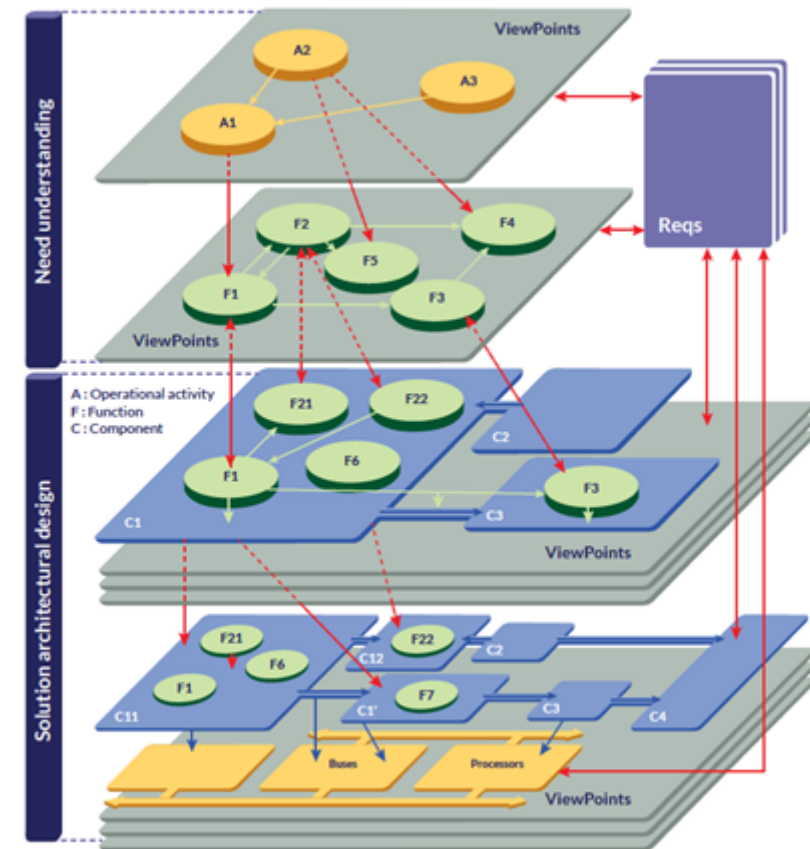 Need understanding
ViewPoints
A2
A3
A1
Reqs
F2
F4
F5
F1
F3
ViewPoints
Solution architectural design
A : Operational activity
F : Function
C : Component
F21
F22
C2
F1
F6
F3
C1
C3
ViewPoints
F21
F22
C2
F6
C12
F1
F7
C11
C1'
C3
C4
Buses
Processors
ViewPoints